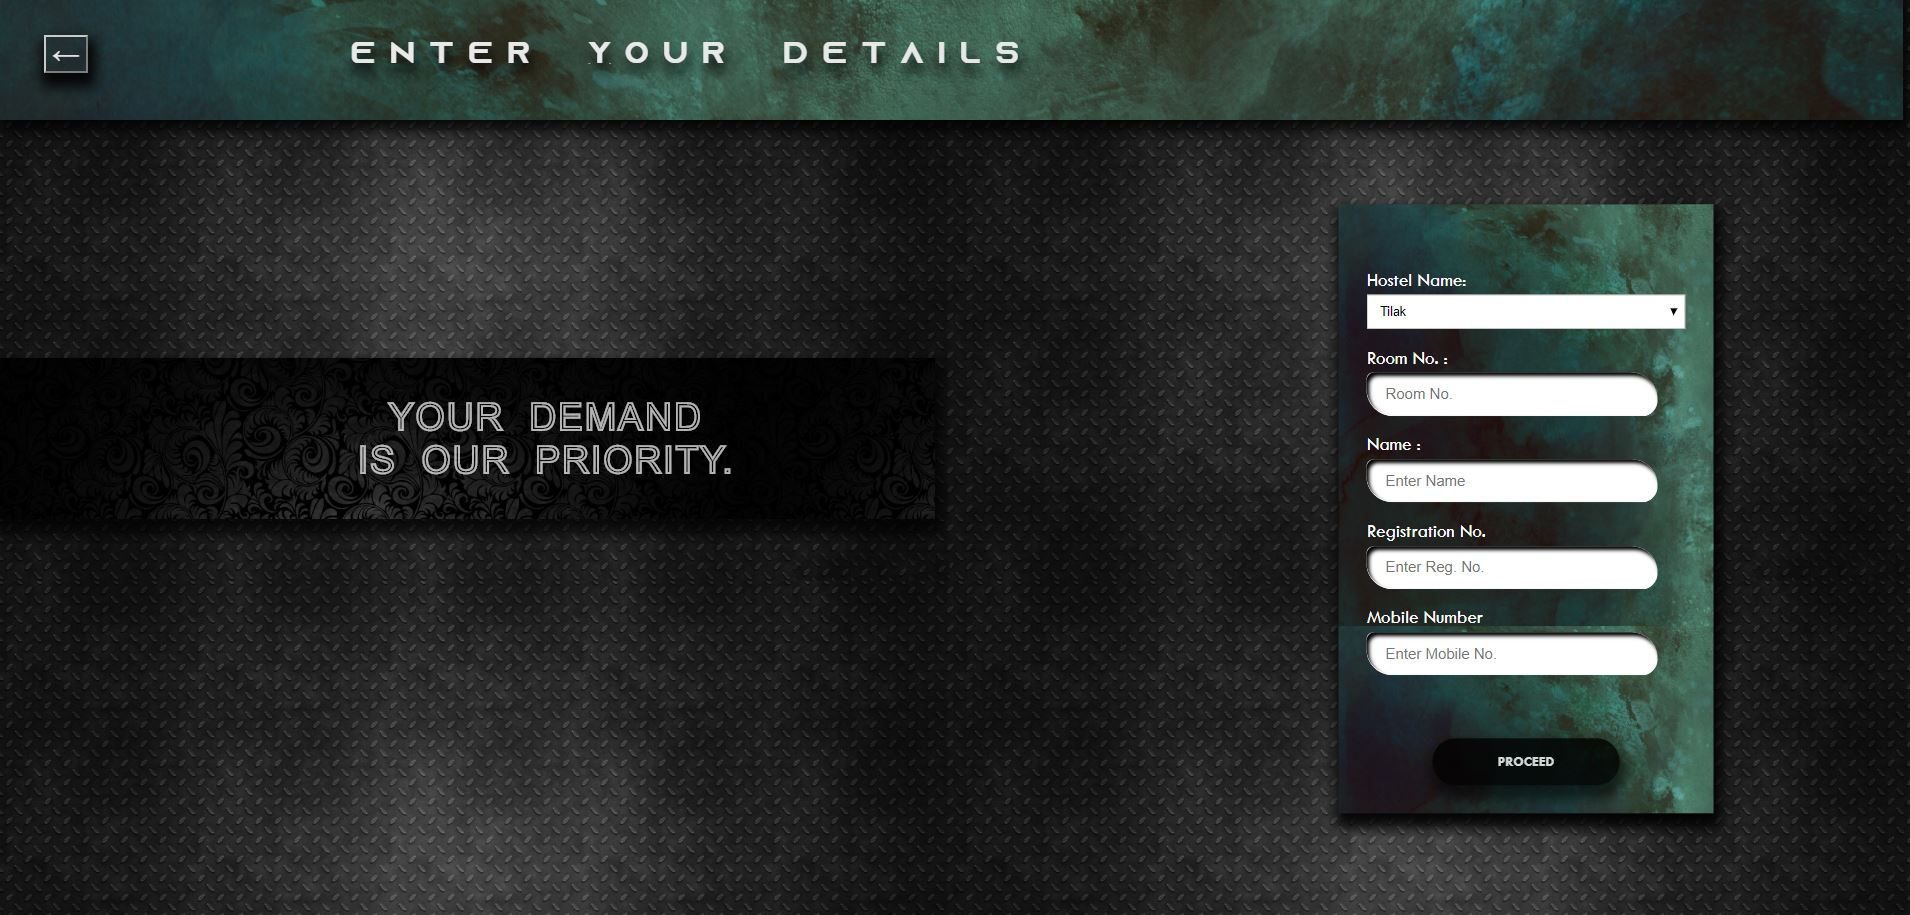 ←
ENTER YOUR DETAILS
YOUR DEMAND
IS OUR PRIORITY.
Hostel Name:
Tilak
Room No. :
Room No.
Name :
Enter Name
Registration No.
Enter Reg. No.
Mobile Number
Enter Mobile No.
PROCEED